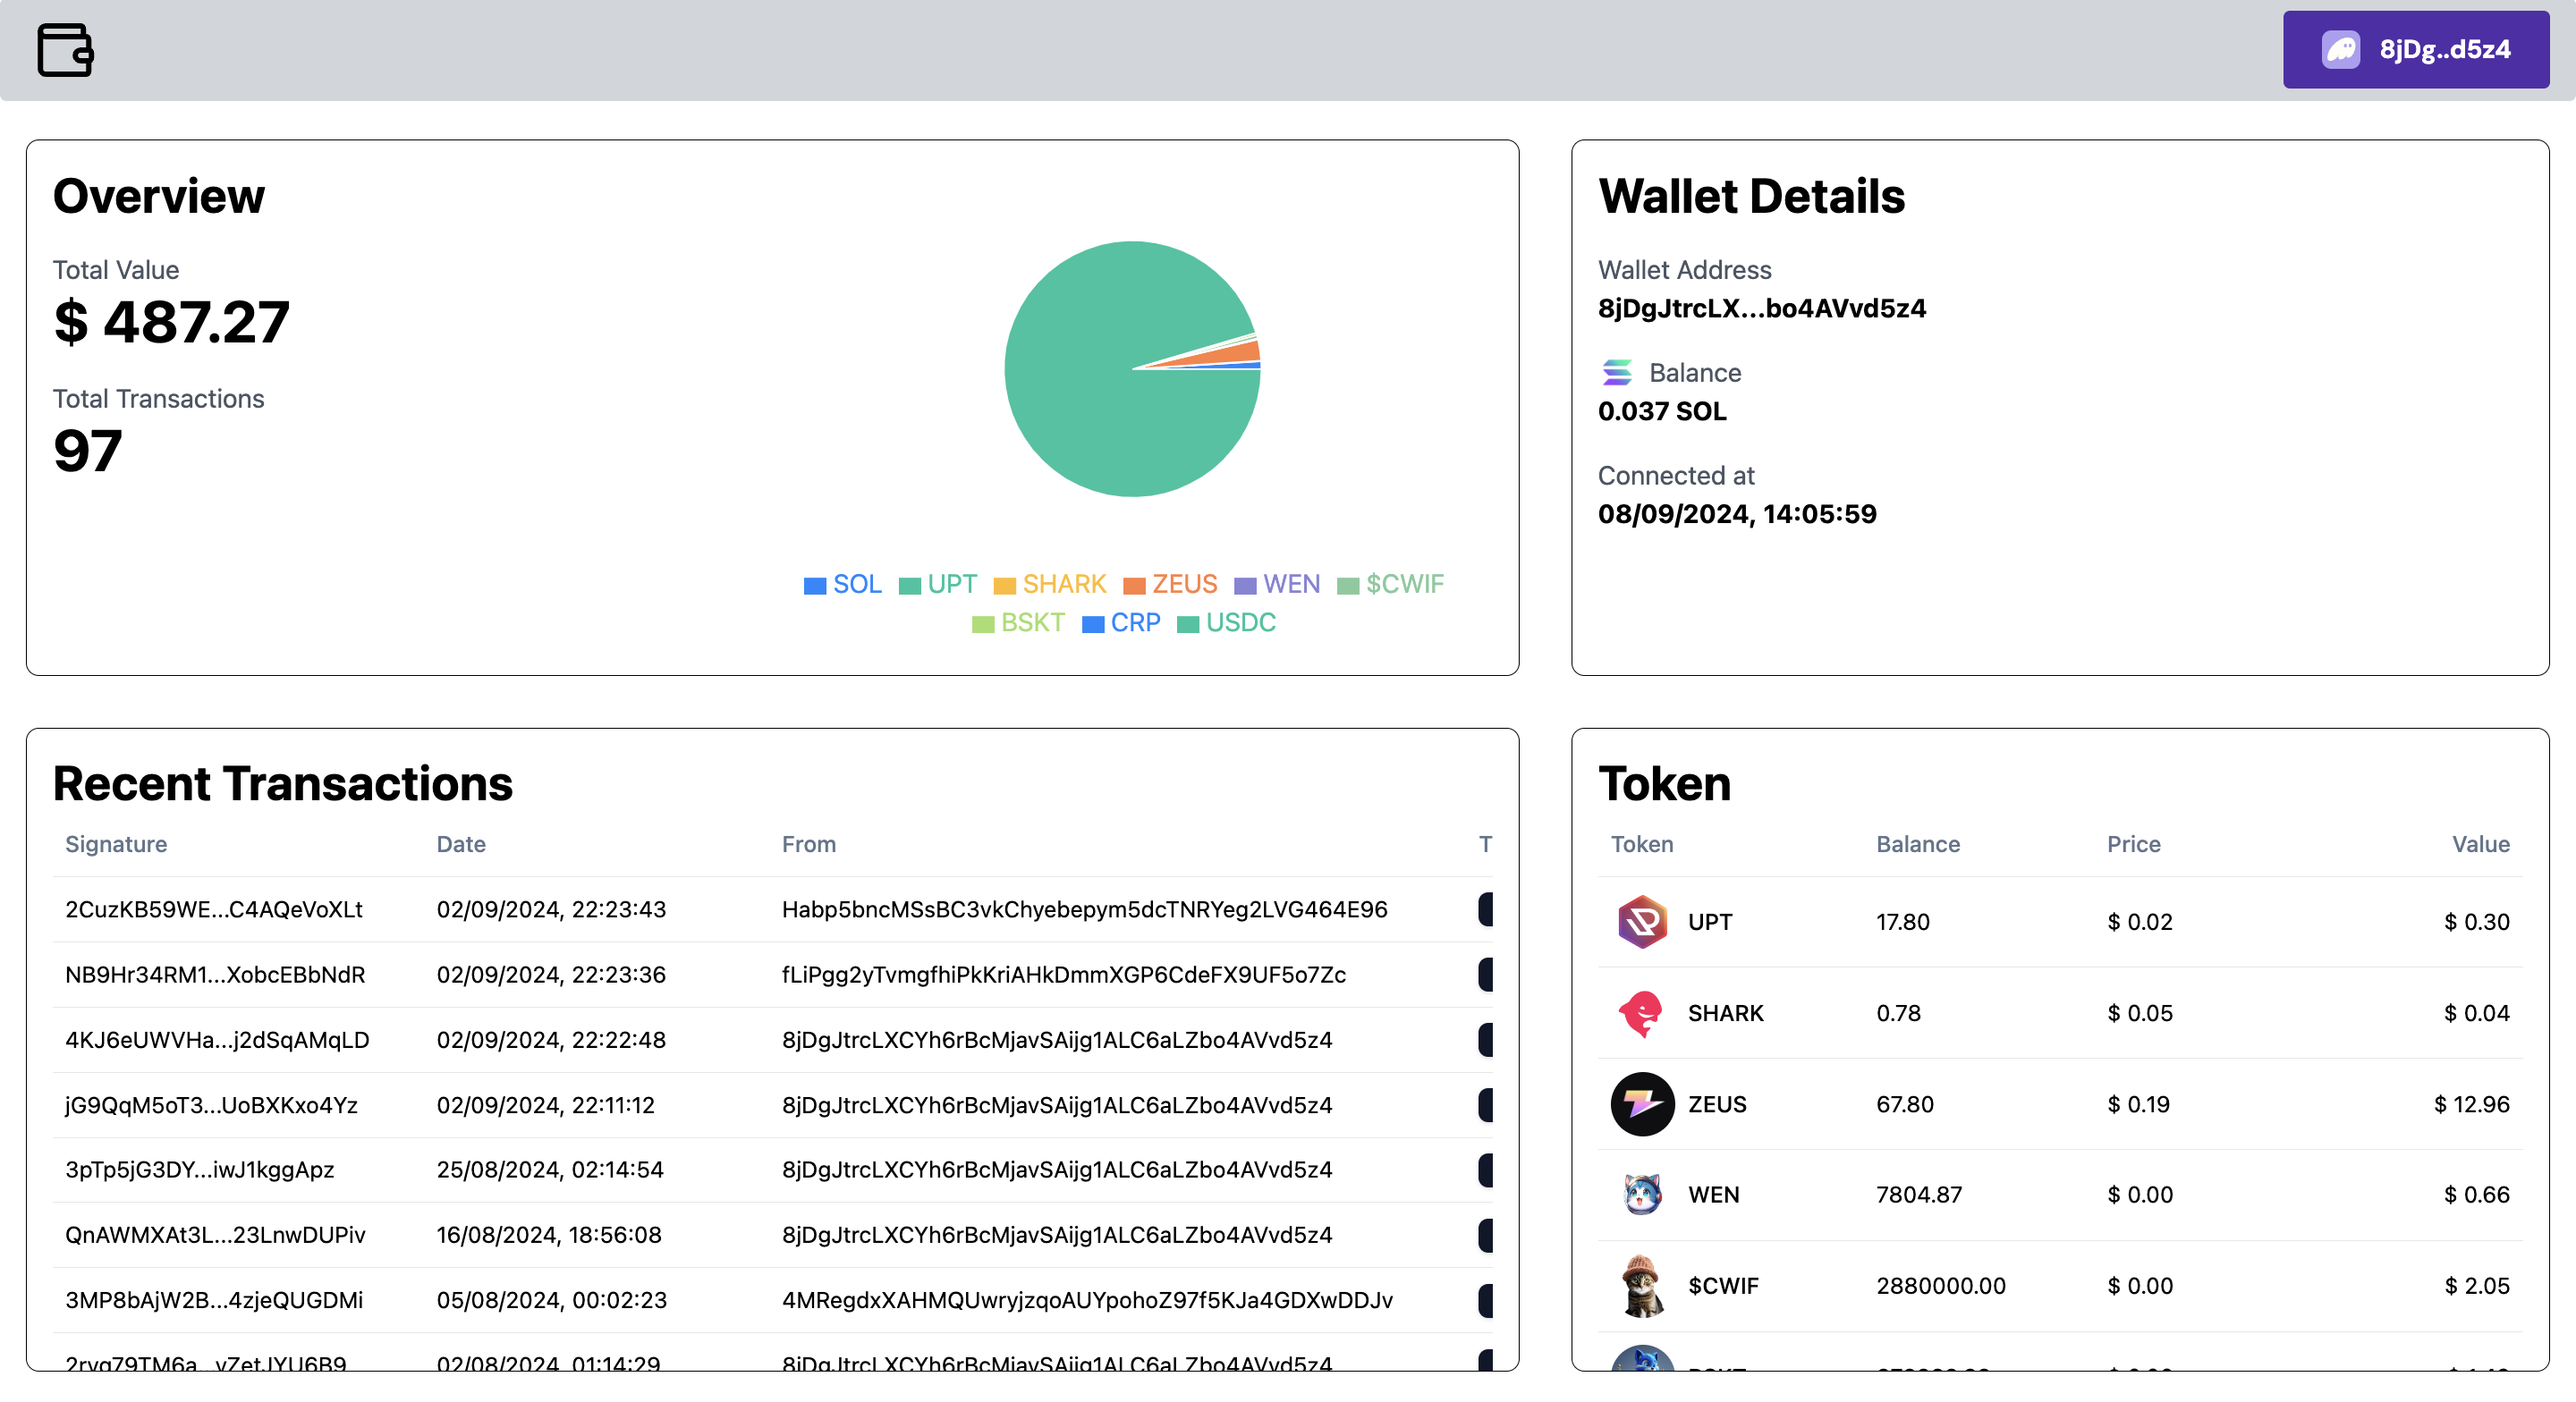 8jDg..d5z4
Overview
Total Value
$ 487.27
Total Transactions
97
SOL UPT SHARK ZEUS WEN $CWIF
BSKT CRP USDC
Wallet Details
Wallet Address
8jDgJtrcLX...bo4AVvd5z4
Balance
0.037 SOL
Connected at
08/09/2024, 14:05:59
Recent Transactions
Signature Date From T
2CuzKB59WE...C4AQeVoXLt 02/09/2024, 22:23:43 Habp5bncMSsBC3vkChyebepym5dcTNRYeg2LVG464E96
NB9Hr34RM1...XobcEBbNdR 02/09/2024, 22:23:36 fLiPgg2yTvmgfhiPkKriAHkDmmXGP6CdeFX9UF5o7Zc
4KJ6eUWVHa...j2dSqAMqLD 02/09/2024, 22:22:48 8jDgJtrcLXCYh6rBcMjavSAijg1ALC6aLZbo4AVvd5z4
jG9QqM5oT3...UoBXKxo4Yz 02/09/2024, 22:11:12 8jDgJtrcLXCYh6rBcMjavSAijg1ALC6aLZbo4AVvd5z4
3pTp5jG3DY...iwJ1kggApz 25/08/2024, 02:14:54 8jDgJtrcLXCYh6rBcMjavSAijg1ALC6aLZbo4AVvd5z4
QnAWMXAt3L...23LnwDUPiv 16/08/2024, 18:56:08 8jDgJtrcLXCYh6rBcMjavSAijg1ALC6aLZbo4AVvd5z4
3MP8bAjW2B...4zjeQUGDMi 05/08/2024, 00:02:23 4MRegdxXAHMQUwryjzqoAUYpohoZ97f5KJa4GDXwDDJv
02/08/2024, 01:14:29 8jDgJtrcLXCYh6rBcMjavSAijg1ALC6aLZbo4AVvd5z4
Token
Token Balance Price Value
UPT 17.80 $ 0.02 $ 0.30
SHARK 0.78 $ 0.05 $ 0.04
ZEUS 67.80 $ 0.19 $ 12.96
WEN 7804.87 $ 0.00 $ 0.66
$CWIF 2880000.00 $ 0.00 $ 2.05